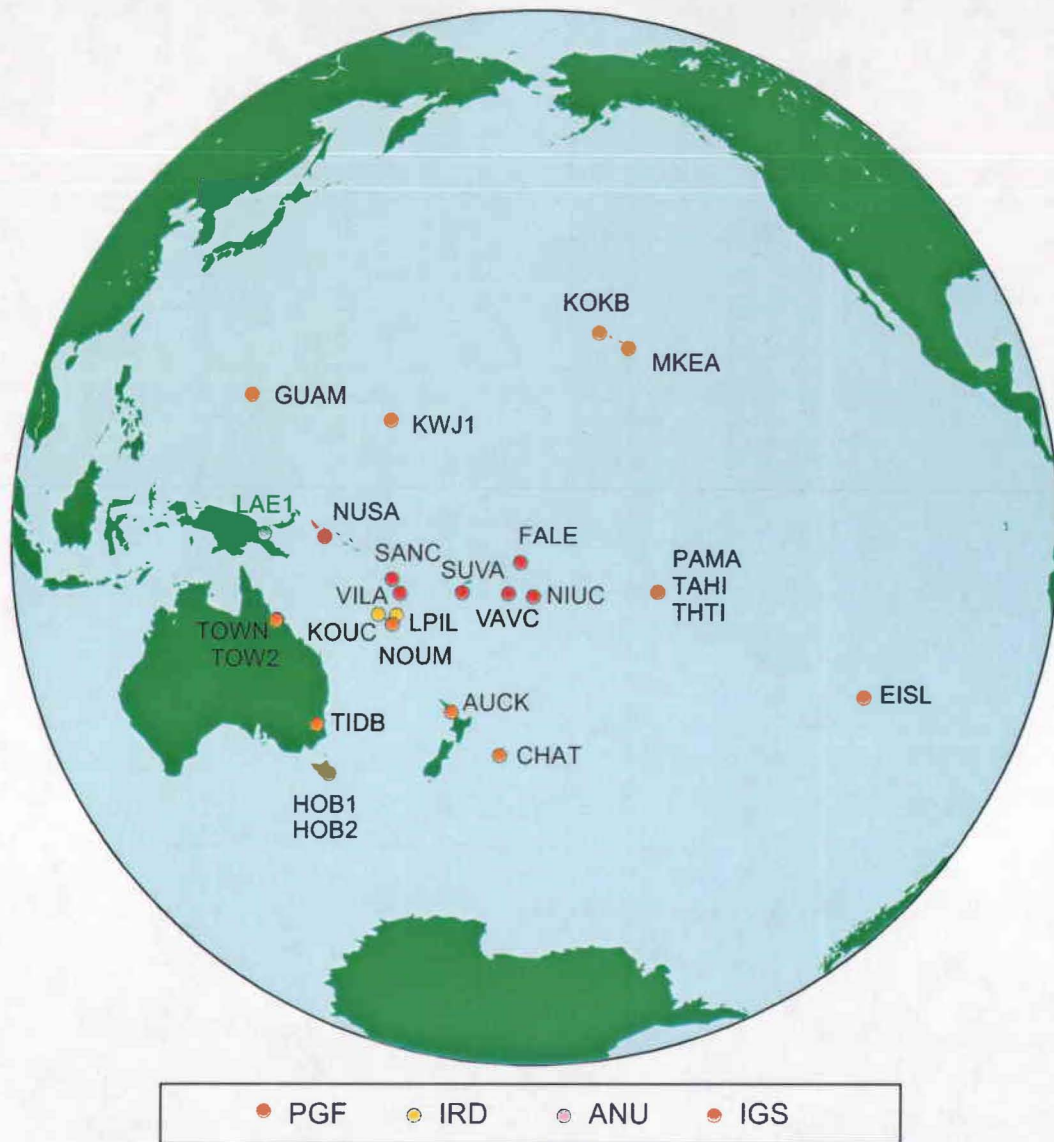 KOKB
MKEA
GUAM
KWJ1
LAE1
NUSA
FALE
SANC
SUVA
PAMA
TAHI
THTI
VILA
NIUC
VAVC
KOUC
LPIL
NOUM
TOWN
TOW2
EISL
AUCK
TIDB
CHAT
HOB1
HOB2
PGF IRD ANU IGS